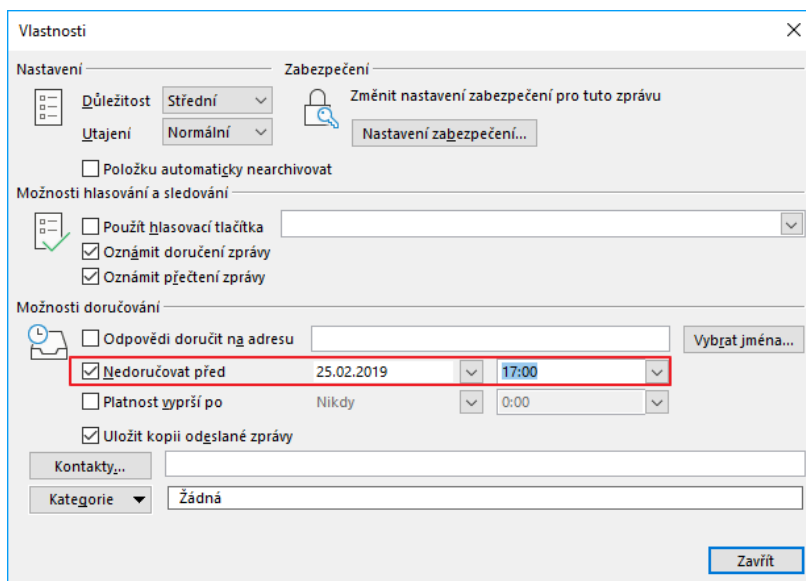 Vlastnosti
Nastavení
Zabezpečení
Důležitost Střední
Změnit nastavení zabezpečení pro tuto zprávu
Utajení Normální
Nastavení zabezpečení...
Položku automaticky nearchivovat
Možnosti hlasování a sledování
Použít hlasovací tlačítka
Oznámit doručení zprávy
Oznámit přečtení zprávy
Možnosti doručování
Odpovědi doručit na adresu
Vybrat jména...
Nedoručovat před 25.02.2019 17:00
Platnost vyprší po Nikdy 0:00
Uložit kopii odeslané zprávy
Kontakty...
Kategorie Žádná
Zavřít